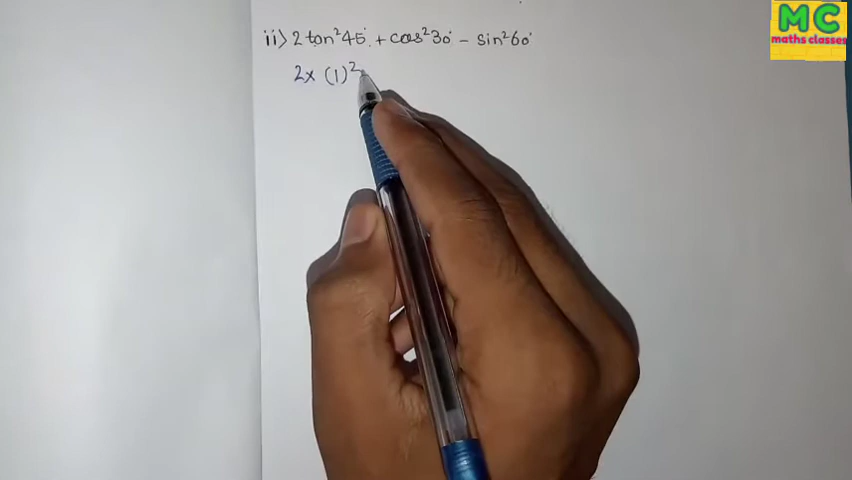 MC
maths classes
ii) 2 tan²45° + cos²30° - sin²60°
2x (1)²